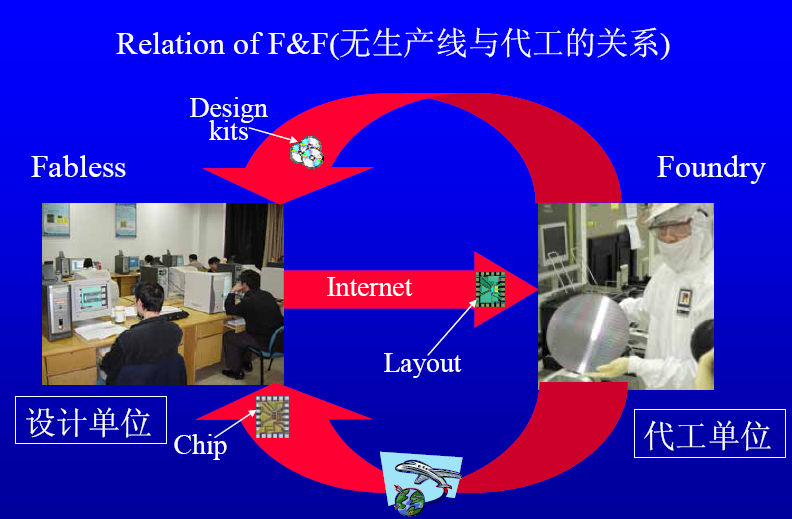 Relation of F&F(无生产线与代工的关系)
Design
kits
Fabless
Foundry
Internet
Layout
设计单位
Chip
代工单位